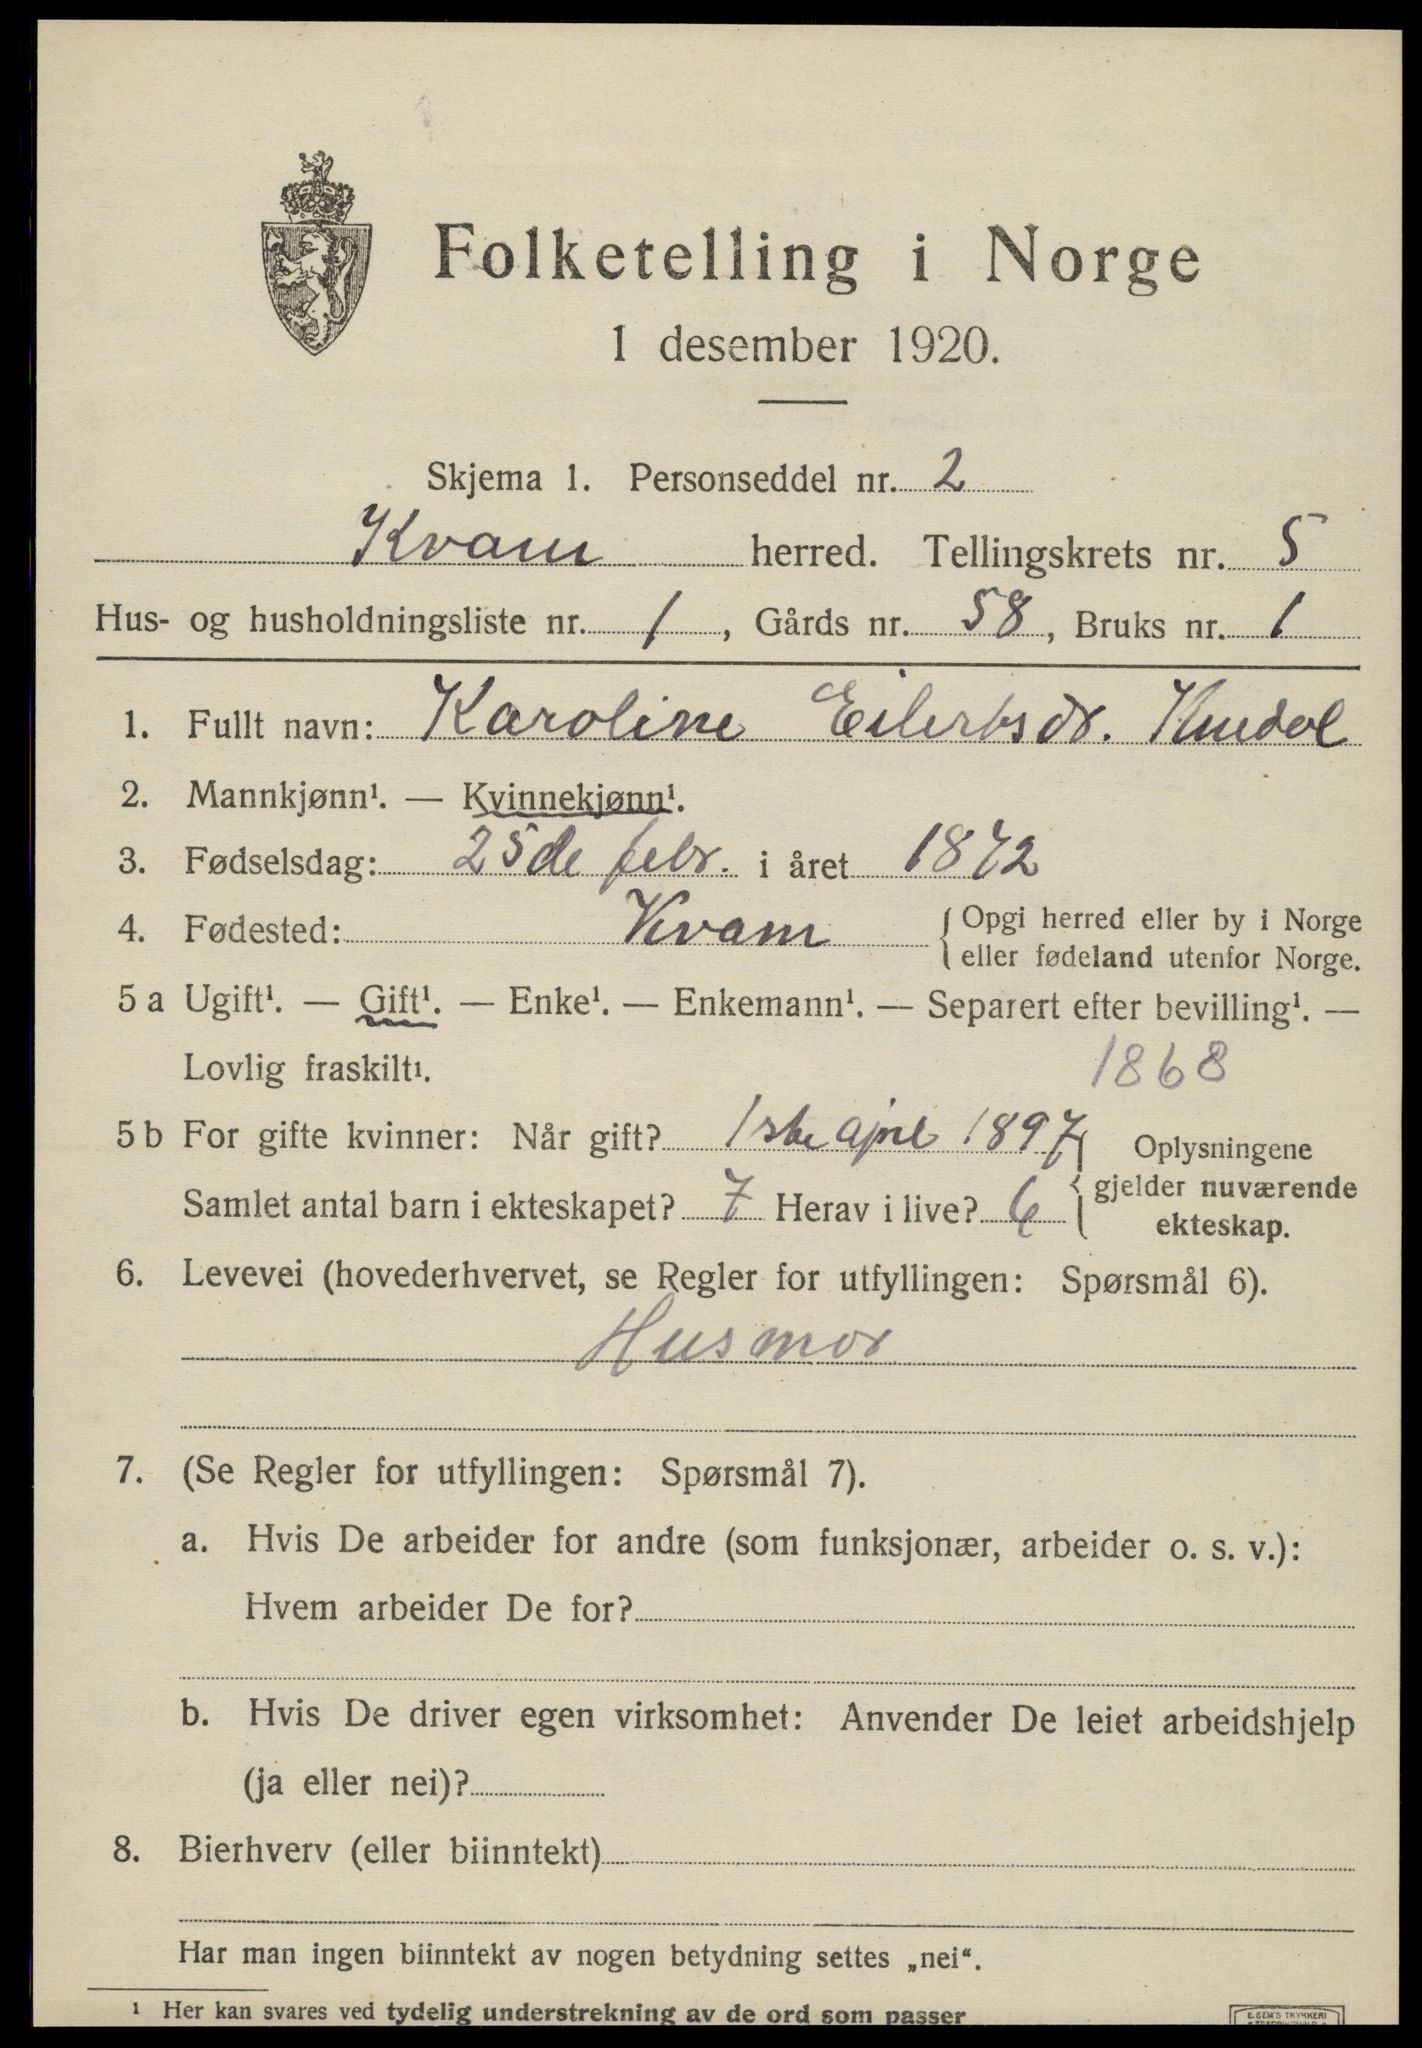 Folketelling i Norge
1 desember 1920.
Skjema 1. Personseddel nr. 2
Kvam herred. Tellingskrets nr. 5
Hus- og husholdningsliste nr. 1, Gårds nr. 58, Bruks nr. 1
1. Fullt navn: Karoline Eilertsdr.
2. Mannkjønn¹. — Kvinnekjønn¹.
3. Fødselsdag: 25de febr. i året 1872
4. Fødested: Kvam { Opgi herred eller by i Norge
eller fødeland utenfor Norge.
5 a Ugift¹. — Gift¹. — Enke¹. — Enkemann¹. — Separert efter bevilling¹. —
Lovlig fraskilt¹.
1868
5 b For gifte kvinner: Når gift? 1ste april 1897 { Oplysningene
Samlet antal barn i ekteskapet? 7 Herav i live? 6 gjelder nuværende
ekteskap.
6. Levevei (hovederhvervet, se Regler for utfyllingen: Spørsmål 6).
Husmor
7. (Se Regler for utfyllingen: Spørsmål 7).
a. Hvis De arbeider for andre (som funksjonær, arbeider o. s. v.):
Hvem arbeider De for?
b. Hvis De driver egen virksomhet: Anvender De leiet arbeidshjelp
(ja eller nei)?
8. Bierhverv (eller biinntekt)
Har man ingen biinntekt av nogen betydning settes „nei“.
¹ Her kan svares ved tydelig understrekning av de ord som passer
E. SEM'S TRYKKERI